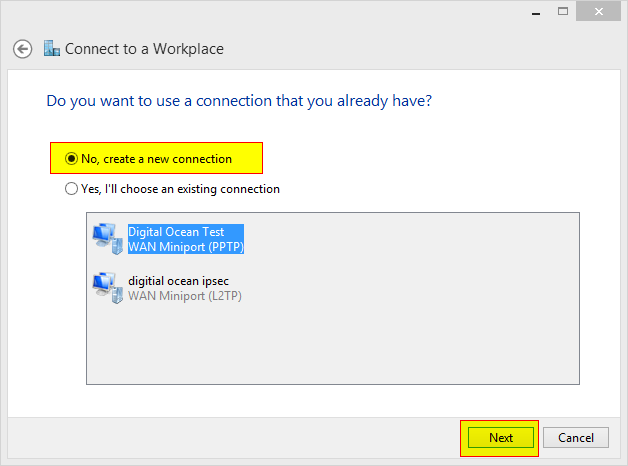 Connect to a Workplace
Do you want to use a connection that you already have?
No, create a new connection
Yes, I'll choose an existing connection
Digital Ocean Test
WAN Miniport (PPTP)
digitial ocean ipsec
WAN Miniport (L2TP)
Next
Cancel